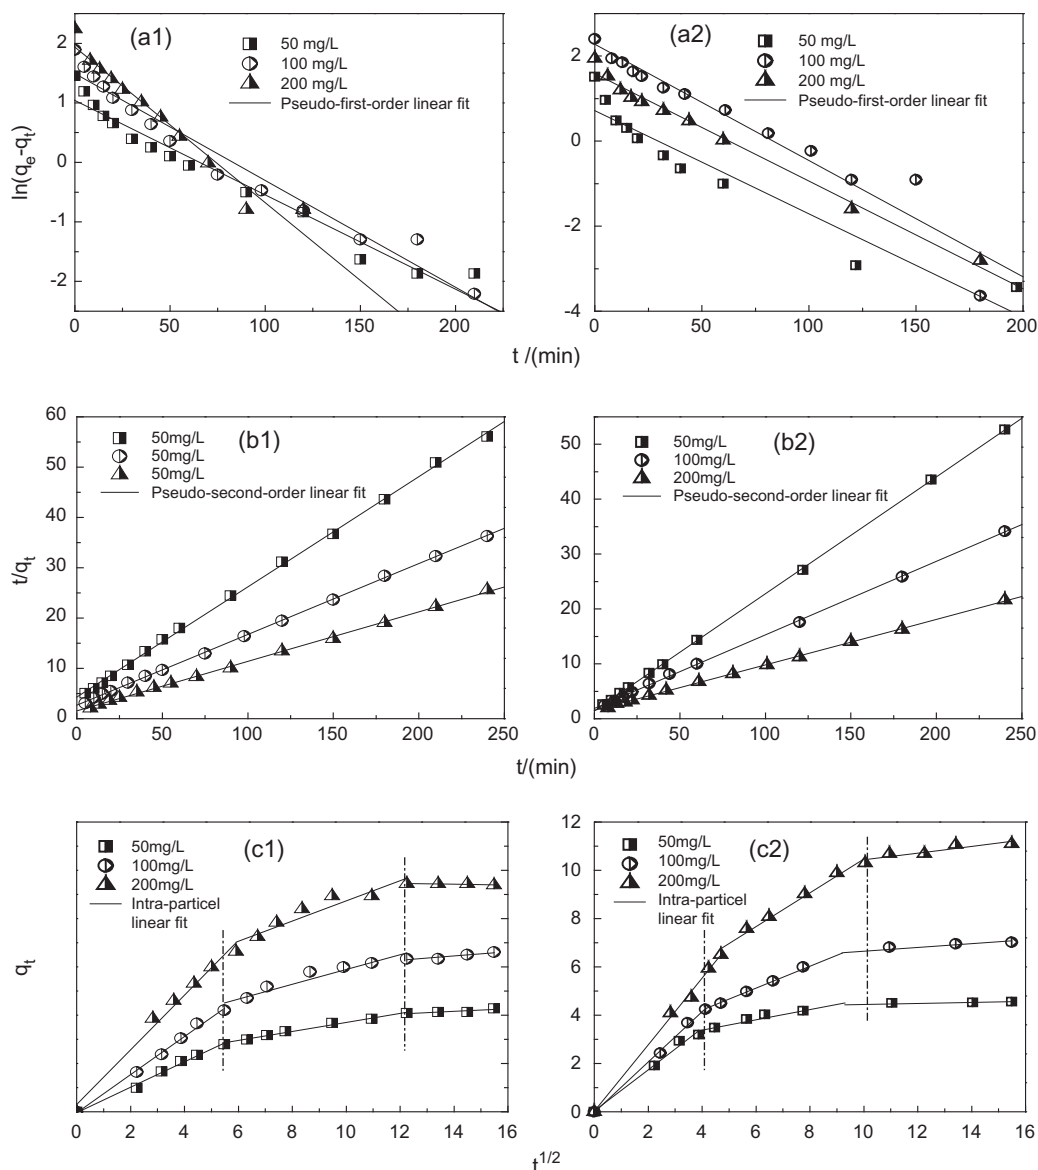 (a1)
50 mg/L
100 mg/L
200 mg/L
Pseudo-first-order linear fit
2
1
0
-1
-2
0 50 100 150 200
ln(qe-qt)
(a2)
50 mg/L
100 mg/L
200 mg/L
Pseudo-first-order linear fit
2
0
-2
-4
0 50 100 150 200
t /(min)
(b1)
50mg/L
50mg/L
50mg/L
Pseudo-second-order linear fit
60
50
40
30
20
10
0
0 50 100 150 200 250
t/qt
(b2)
50mg/L
100mg/L
200mg/L
Pseudo-second-order linear fit
50
40
30
20
10
0
0 50 100 150 200 250
t/(min)
(c1)
50mg/L
100mg/L
200mg/L
Intra-particel
linear fit
0 2 4 6 8 10 12 14 16
qt
(c2)
50mg/L
100mg/L
200mg/L
Intra-particel
linear fit
12
10
8
6
4
2
0
0 2 4 6 8 10 12 14 16
t1/2